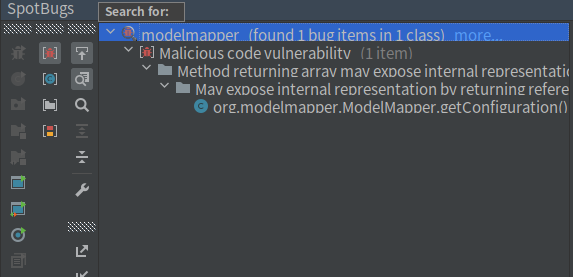 SpotBugs
Search for:
modelmapper (found 1 bug items in 1 class) more...
Malicious code vulnerability (1 item)
Method returning array may expose internal representatio
May expose internal representation by returning refere
org.modelmapper.ModelMapper.getConfiguration()